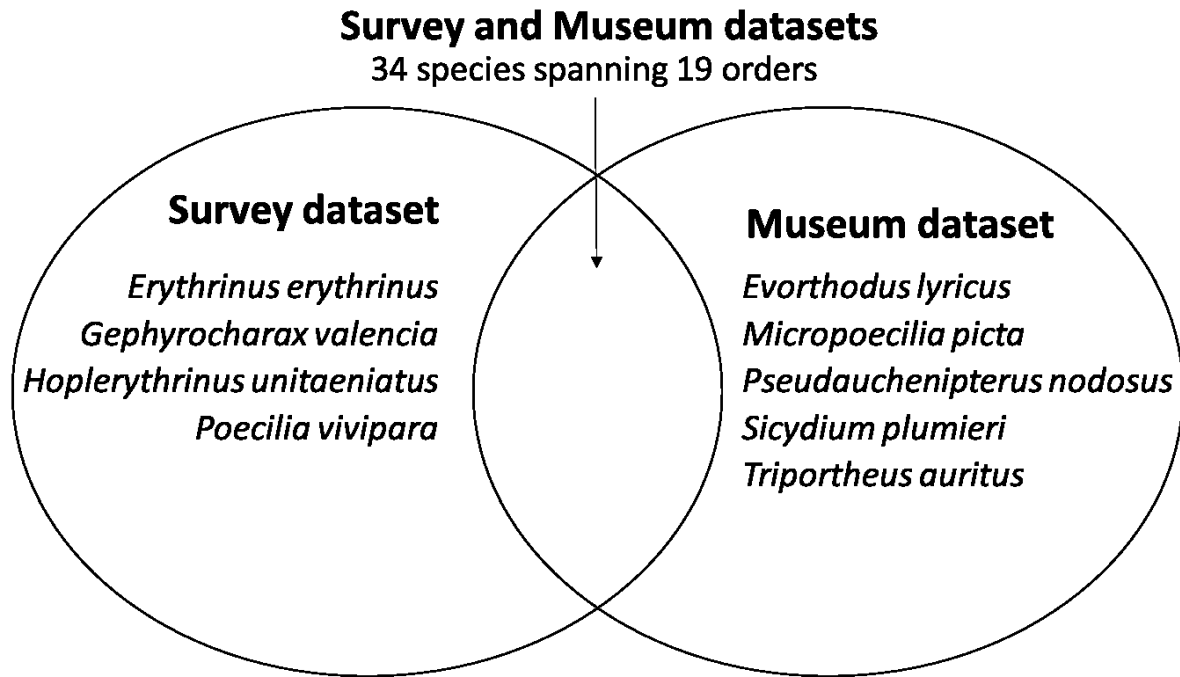 Survey and Museum datasets
34 species spanning 19 orders
Survey dataset
Erythrinus erythrinus
Gephyrocharax valencia
Hoplerythrinus unitaeniatus
Poecilia vivipara
Museum dataset
Evorthodus lyricus
Micropoecilia picta
Pseudauchenipterus nodosus
Sicydium plumieri
Triportheus auritus